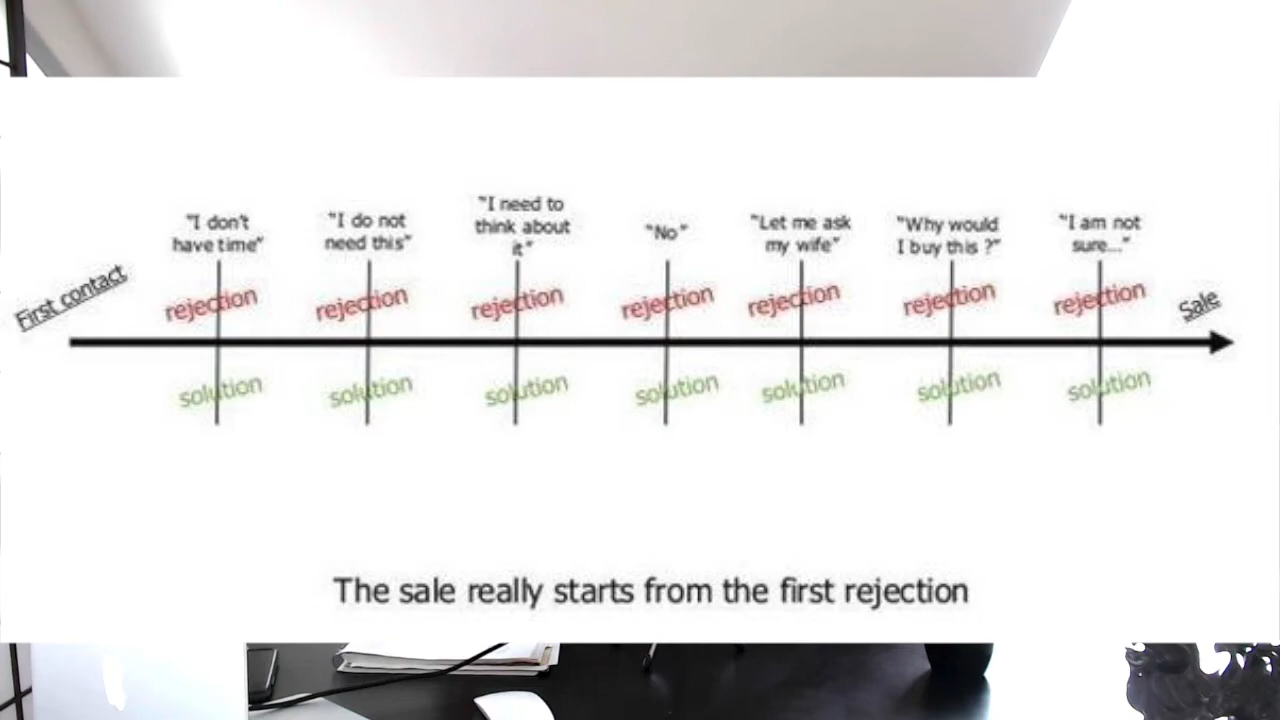 "I don't
have time"
"I do not
need this"
"I need to
think about
it"
"No"
"Let me ask
my wife"
"Why would
I buy this ?"
"I am not
sure..."
First contact
rejection
rejection
rejection
rejection
rejection
rejection
rejection
Sale
solution
solution
solution
solution
solution
solution
solution
The sale really starts from the first rejection